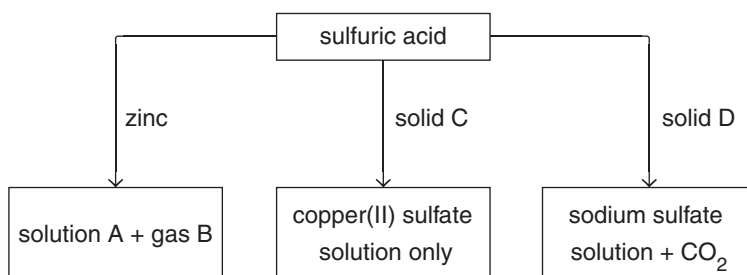 sulfuric acid
zinc
solid C
solid D
solution A + gas B
copper(II) sulfate
solution only
sodium sulfate
solution + CO₂